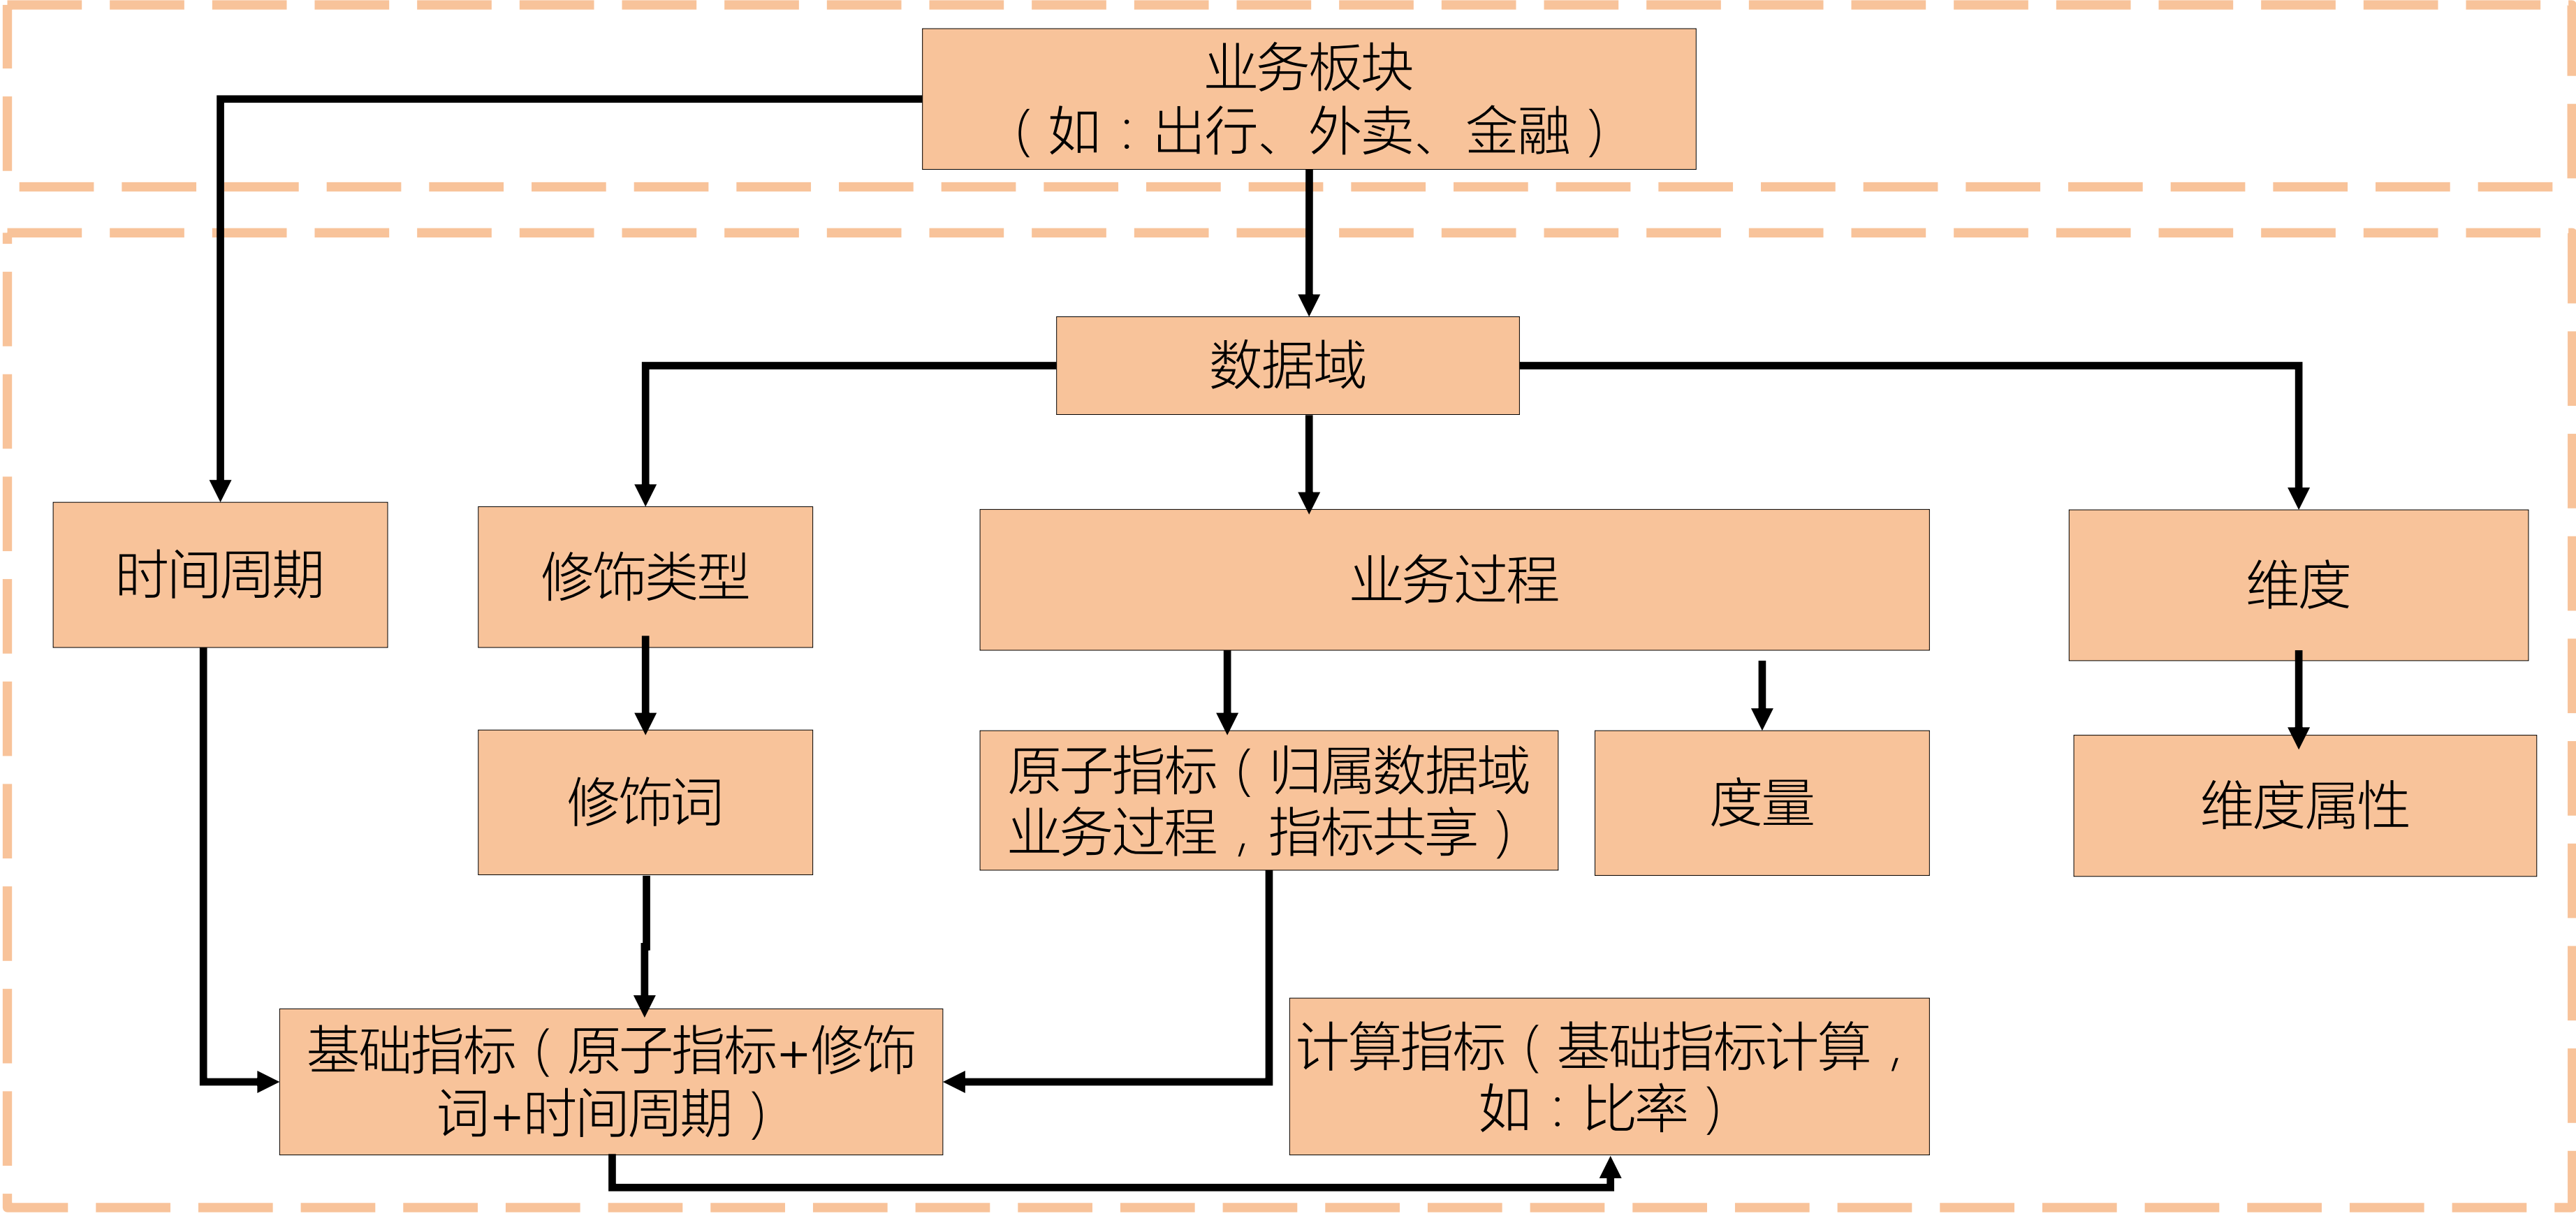 业务板块
（如：出行、外卖、金融）
数据域
时间周期
修饰类型
业务过程
维度
修饰词
原子指标（归属数据域
业务过程，指标共享）
度量
维度属性
基础指标（原子指标+修饰
词+时间周期）
计算指标（基础指标计算，
如：比率）